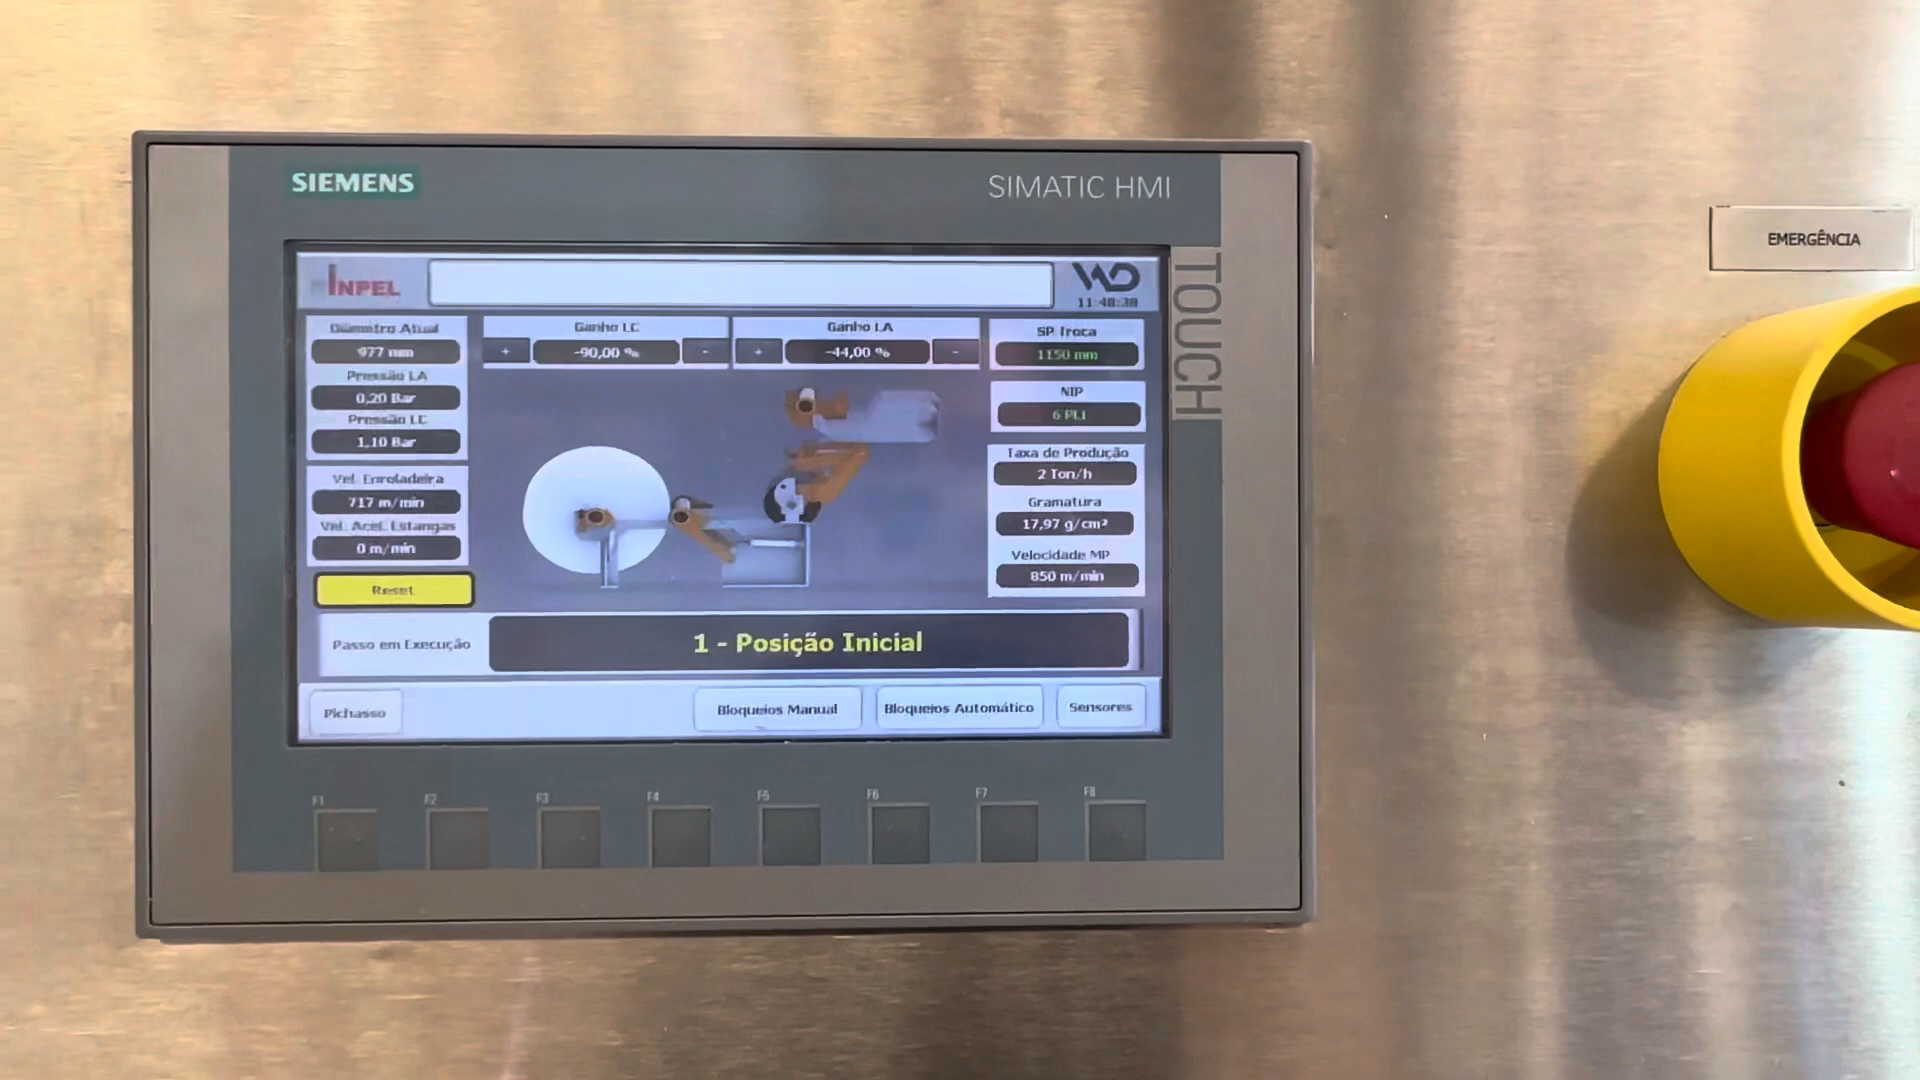 SIEMENS
SIMATIC HMI
TOUCH
EMERGÊNCIA
INPEL
WD
11:48:38
Diâmetro Atual
977 mm
Pressão LA
0,20 Bar
Pressão LC
1,10 Bar
Vel. Enroladeira
717 m/min
Vel. Acel. Estangas
0 m/min
Reset
Ganho LC
+ -90,00 % -
Ganho LA
+ -44,00 % -
SP Troca
1150 mm
NIP
6 PLI
Taxa de Produção
2 Ton/h
Gramatura
17,97 g/cm²
Velocidade MP
850 m/min
Passo em Execução
1 - Posição Inicial
Pichasso
Bloqueios Manual
Bloqueios Automático
Sensores
F1 F2 F3 F4 F5 F6 F7 F8